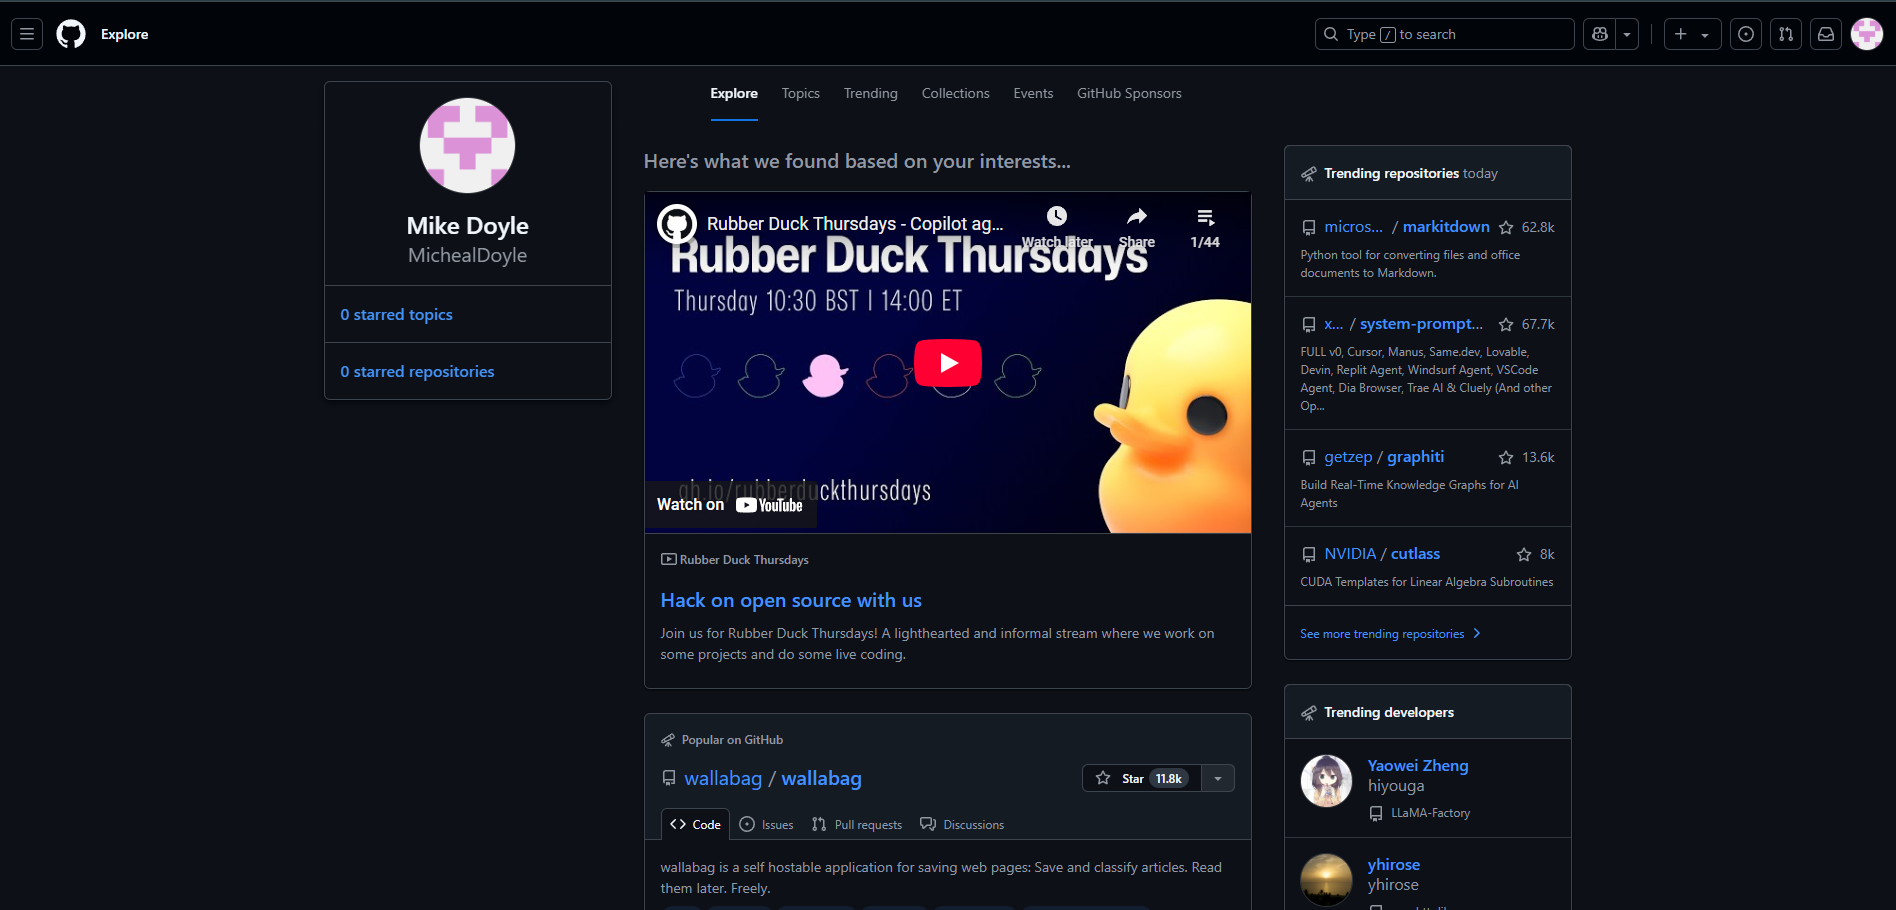 Explore
Type / to search
Mike Doyle
MichealDoyle
0 starred topics
0 starred repositories
Explore Topics Trending Collections Events GitHub Sponsors
Here's what we found based on your interests...
Rubber Duck Thursdays - Copilot ag...
Watch later Share 1/44
Rubber Duck Thursdays
Thursday 10:30 BST | 14:00 ET
gh.io/rubberduckthursdays
Watch on YouTube
Rubber Duck Thursdays
Hack on open source with us
Join us for Rubber Duck Thursdays! A lighthearted and informal stream where we work on
some projects and do some live coding.
Popular on GitHub
wallabag / wallabag
Star 11.8k
Code Issues Pull requests Discussions
wallabag is a self hostable application for saving web pages: Save and classify articles. Read
them later. Freely.
Trending repositories today
micros... / markitdown 62.8k
Python tool for converting files and office
documents to Markdown.
x... / system-prompt... 67.7k
FULL v0, Cursor, Manus, Same.dev, Lovable,
Devin, Replit Agent, Windsurf Agent, VSCode
Agent, Dia Browser, Trae AI & Cluely (And other
Op...
getzep / graphiti 13.6k
Build Real-Time Knowledge Graphs for AI
Agents
NVIDIA / cutlass 8k
CUDA Templates for Linear Algebra Subroutines
See more trending repositories
Trending developers
Yaowei Zheng
hiyouga
LLaMA-Factory
yhirose
yhirose